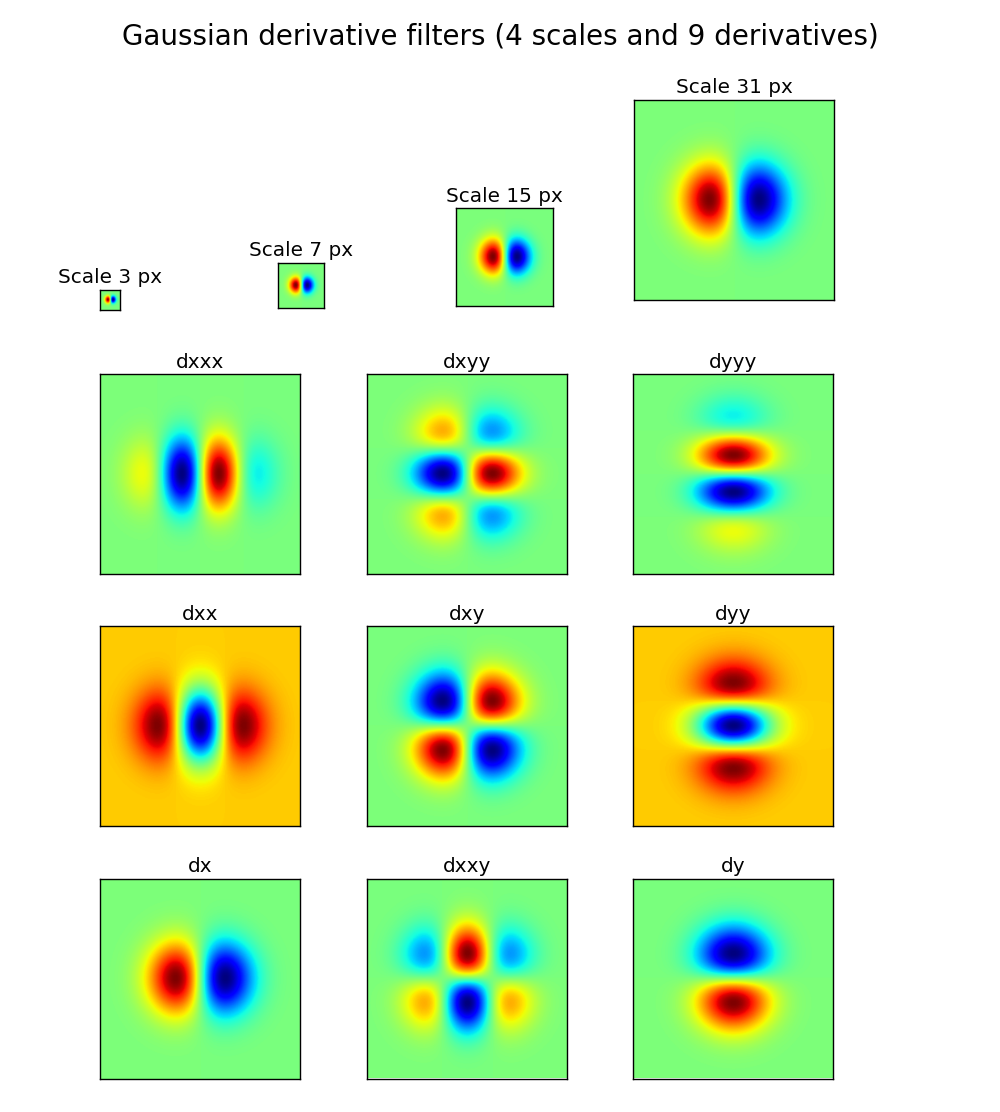 Gaussian derivative filters (4 scales and 9 derivatives)
Scale 3 px
Scale 7 px
Scale 15 px
Scale 31 px
dxxx
dxyy
dyyy
dxx
dxy
dyy
dx
dxxy
dy